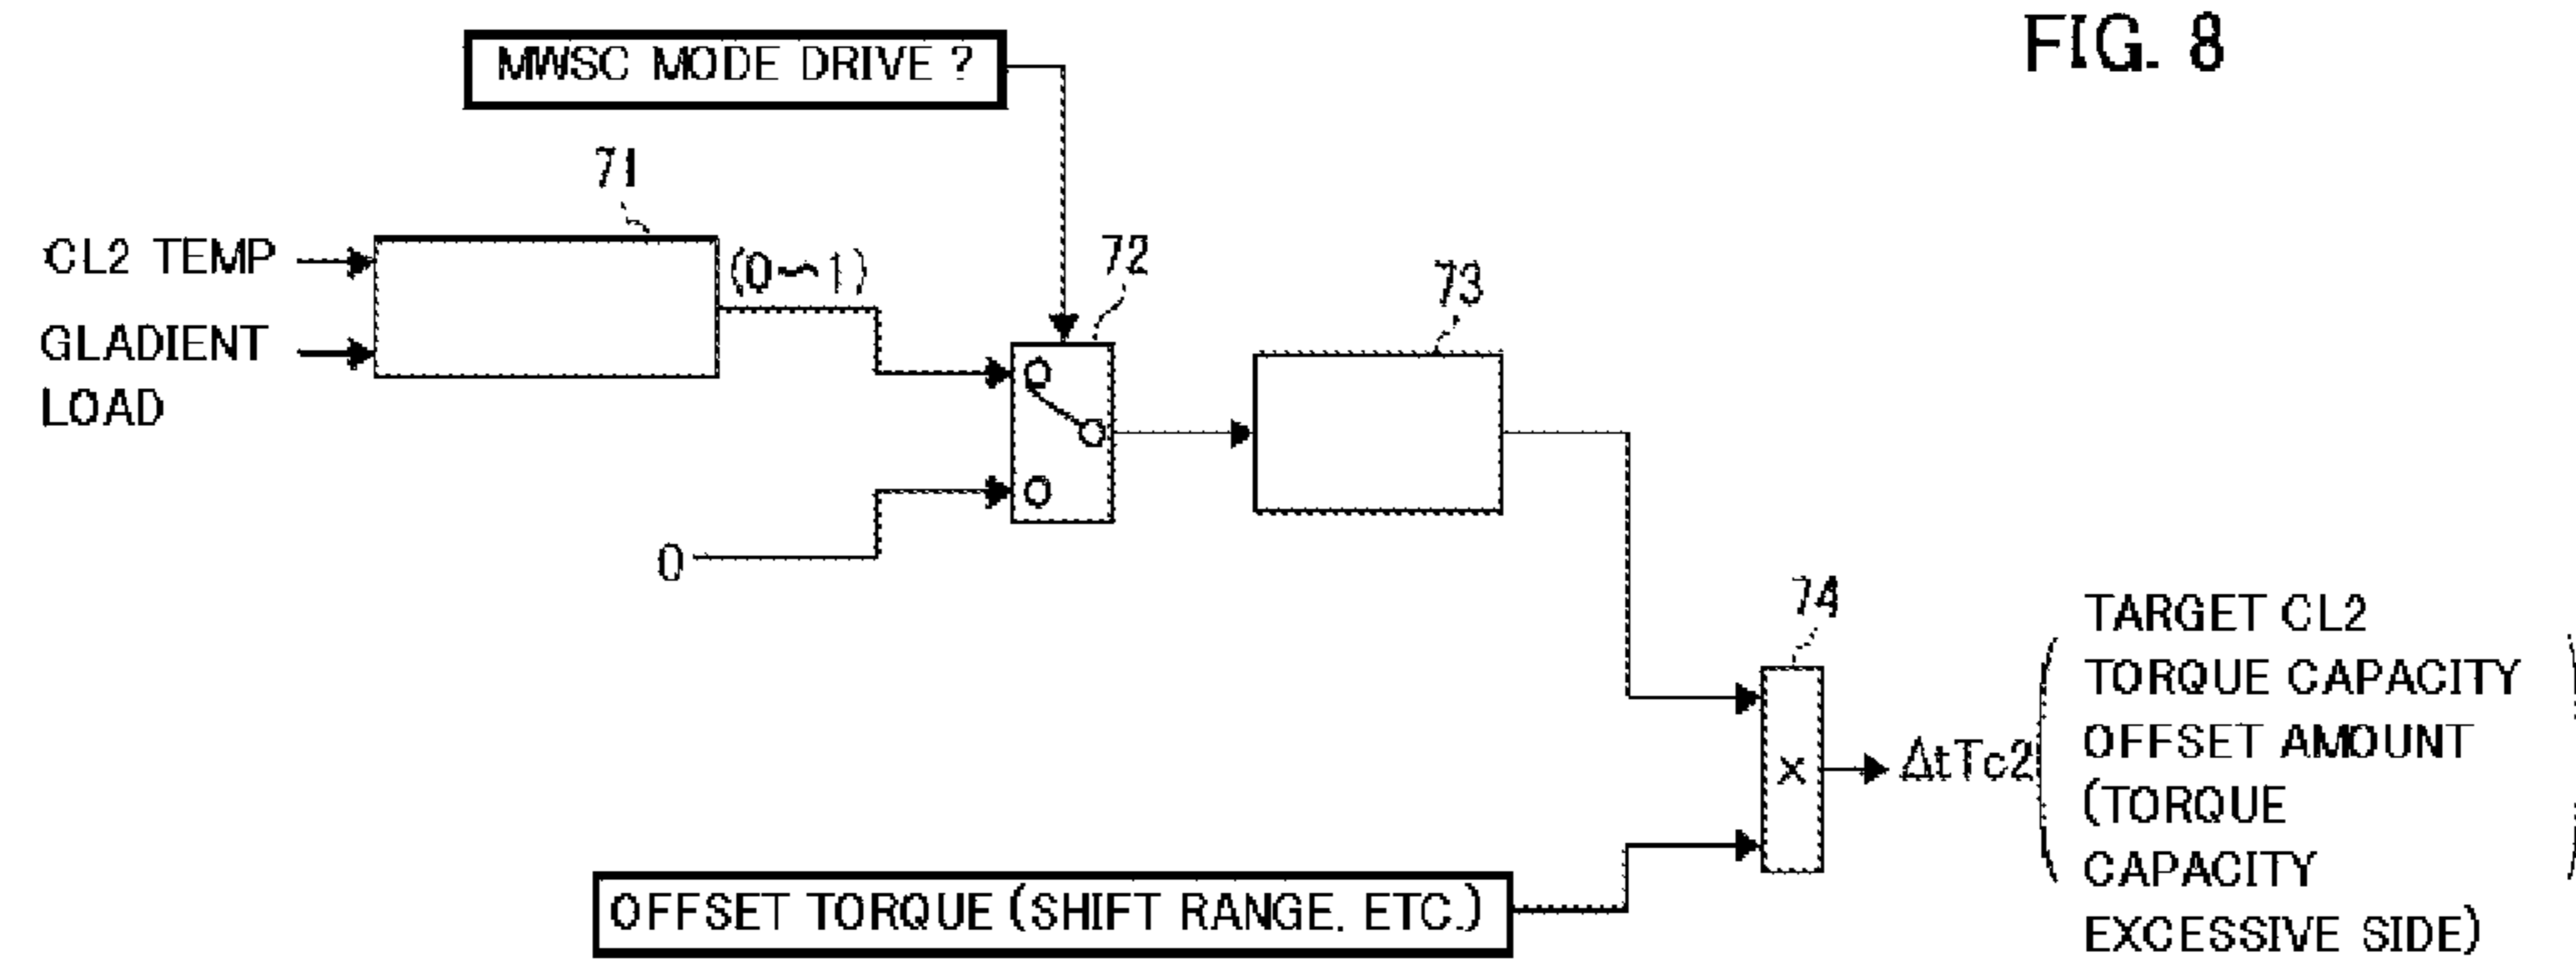 FIG. 8
MWSC MODE DRIVE ?
71
CL2 TEMP
(0~1)
72
73
GLADIENT
LOAD
0
74
TARGET CL2
TORQUE CAPACITY
OFFSET AMOUNT
(TORQUE
CAPACITY
EXCESSIVE SIDE)
×
ΔtTc2
OFFSET TORQUE (SHIFT RANGE. ETC.)